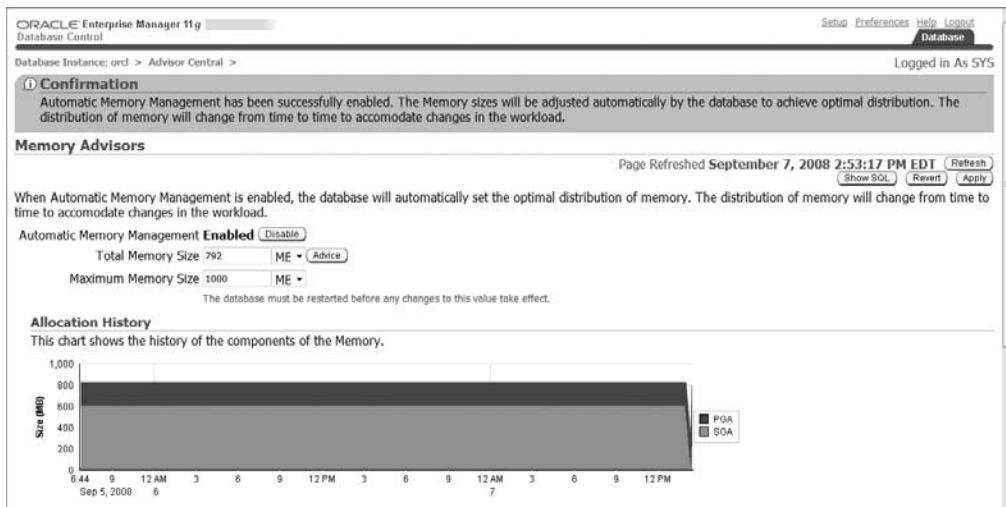 ORACLE Enterprise Manager 11g
Database Control
Setup Preferences Help Logout
Database
Database Instance: orcl > Advisor Central >
Logged in As SYS
Confirmation
Automatic Memory Management has been successfully enabled. The Memory sizes will be adjusted automatically by the database to achieve optimal distribution. The
distribution of memory will change from time to time to accomodate changes in the workload.
Memory Advisors
Page Refreshed September 7, 2008 2:53:17 PM EDT Refresh
Show SQL Revert Apply
When Automatic Memory Management is enabled, the database will automatically set the optimal distribution of memory. The distribution of memory will change from time to
time to accomodate changes in the workload.
Automatic Memory Management Enabled Disable
Total Memory Size 792 ME Advice
Maximum Memory Size 1000 ME
The database must be restarted before any changes to this value take effect.
Allocation History
This chart shows the history of the components of the Memory.
1,000
800
600
400
200
0
Size (MB)
PGA
SGA
6:44 9 12 AM 3 6 9 12 PM 3 6 9 12 AM 3 6 9 12 PM
Sep 5, 2008 6 7